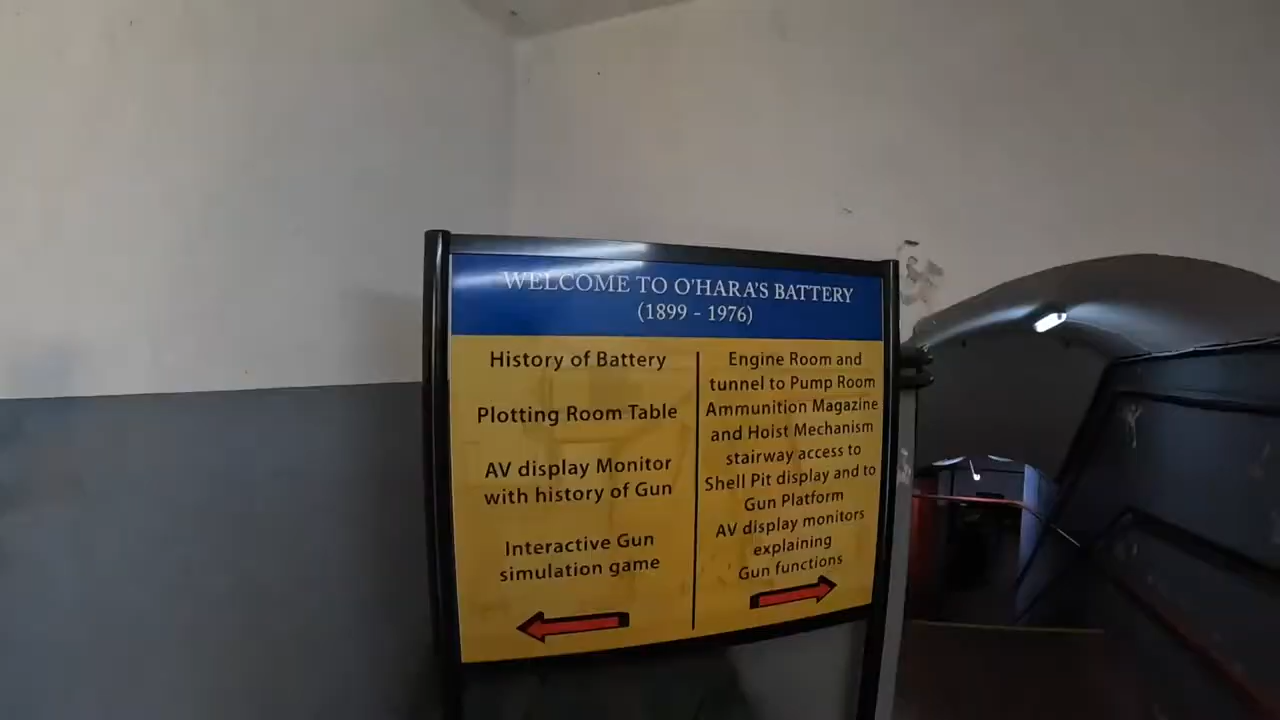 WELCOME TO O'HARA'S BATTERY
(1899 - 1976)
History of Battery
Plotting Room Table
AV display Monitor
with history of Gun
Interactive Gun
simulation game
Engine Room and
tunnel to Pump Room
Ammunition Magazine
and Hoist Mechanism
stairway access to
Shell Pit display and to
Gun Platform
AV display monitors
explaining
Gun functions